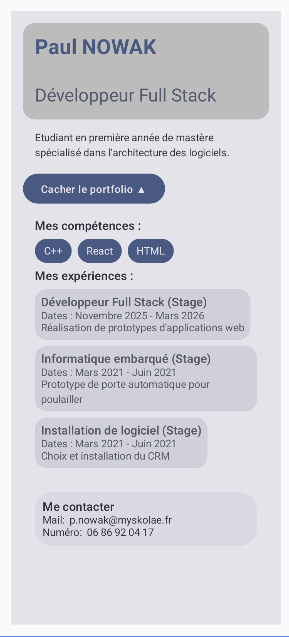 Paul NOWAK
Développeur Full Stack
Etudiant en première année de mastère
spécialisé dans l'architecture des logiciels.
Cacher le portfolio ▲
Mes compétences :
C++ React HTML
Mes expériences :
Développeur Full Stack (Stage)
Dates : Novembre 2025 - Mars 2026
Réalisation de prototypes d'applications web
Informatique embarqué (Stage)
Dates : Mars 2021 - Juin 2021
Prototype de porte automatique pour
poulailler
Installation de logiciel (Stage)
Dates : Mars 2021 - Juin 2021
Choix et installation du CRM
Me contacter
Mail: p.nowak@myskolae.fr
Numéro: 06 86 92 04 17